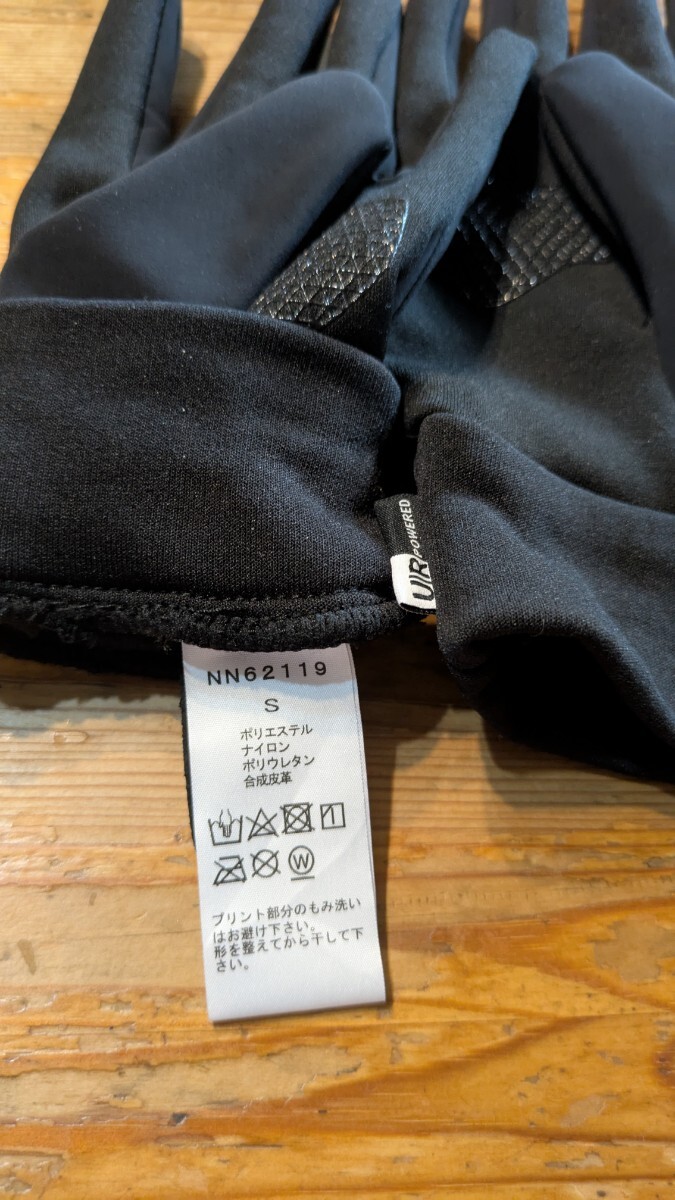 U|R POWERED
NN62119
S
ポリエステル
ナイロン
ポリウレタン
合成皮革
W
プリント部分のもみ洗い
はお避け下さい。
形を整えてから干して下
さい。